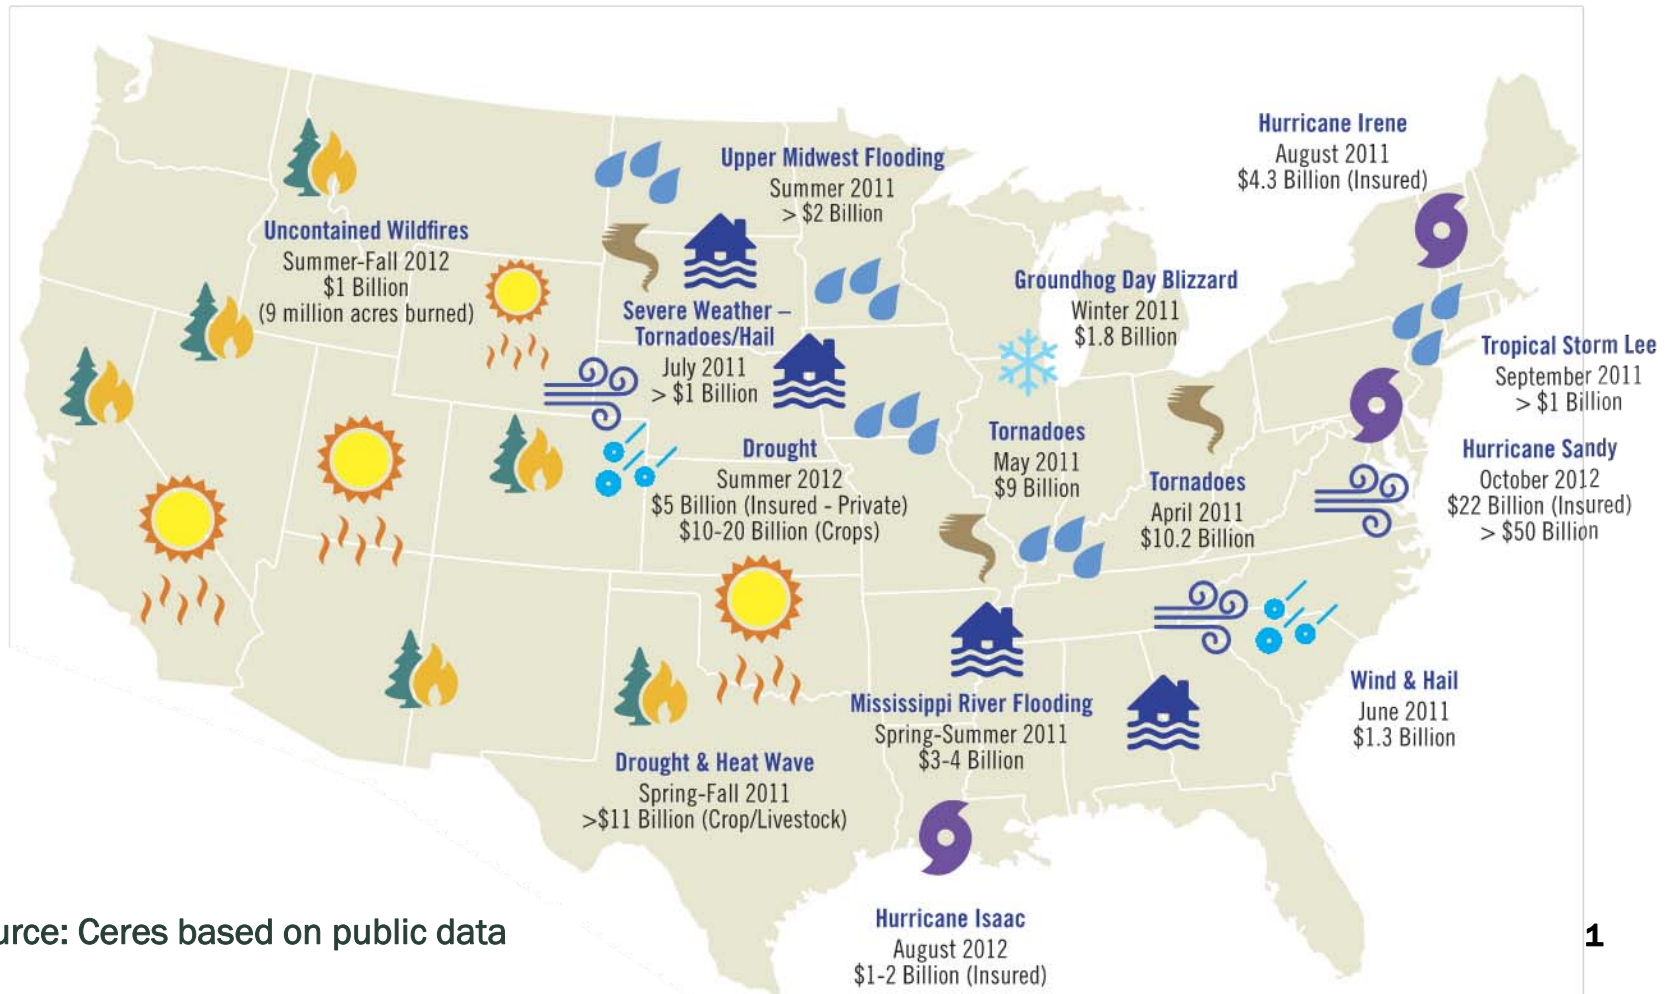 Hurricane Irene
August 2011
$4.3 Billion (Insured)
Upper Midwest Flooding
Summer 2011
> $2 Billion
Uncontained Wildfires
Summer-Fall 2012
$1 Billion
(9 million acres burned)
Groundhog Day Blizzard
Winter 2011
$1.8 Billion
Severe Weather –
Tornadoes/Hail
July 2011
> $1 Billion
Tropical Storm Lee
September 2011
> $1 Billion
Drought
Summer 2012
$5 Billion (Insured - Private)
$10-20 Billion (Crops)
Tornadoes
May 2011
$9 Billion
Tornadoes
April 2011
$10.2 Billion
Hurricane Sandy
October 2012
$22 Billion (Insured)
> $50 Billion
Mississippi River Flooding
Spring-Summer 2011
$3-4 Billion
Wind & Hail
June 2011
$1.3 Billion
Drought & Heat Wave
Spring-Fall 2011
>$11 Billion (Crop/Livestock)
Hurricane Isaac
August 2012
$1-2 Billion (Insured)
urce: Ceres based on public data
1